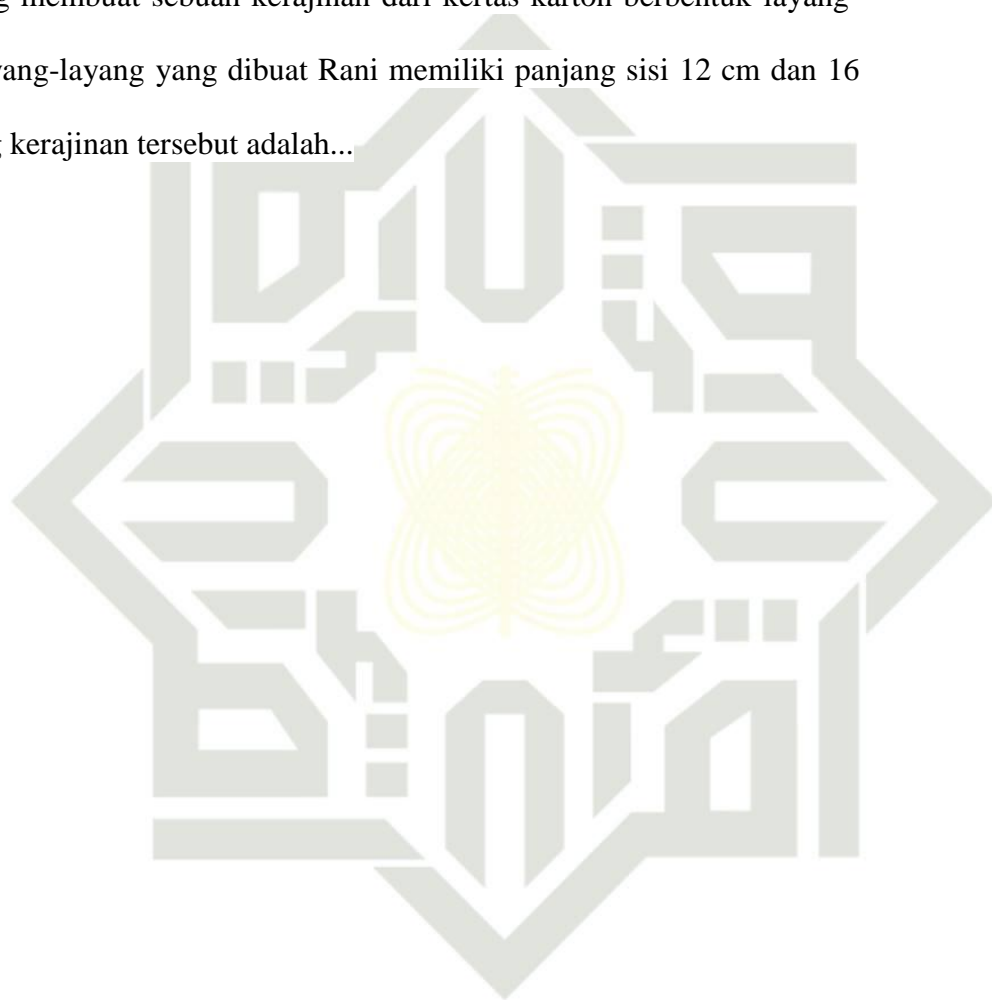 membuat sebuah kerajinan dari kertas karton berbentuk layang-
yang-layang yang dibuat Rani memiliki panjang sisi 12 cm dan 16
kerajinan tersebut adalah...